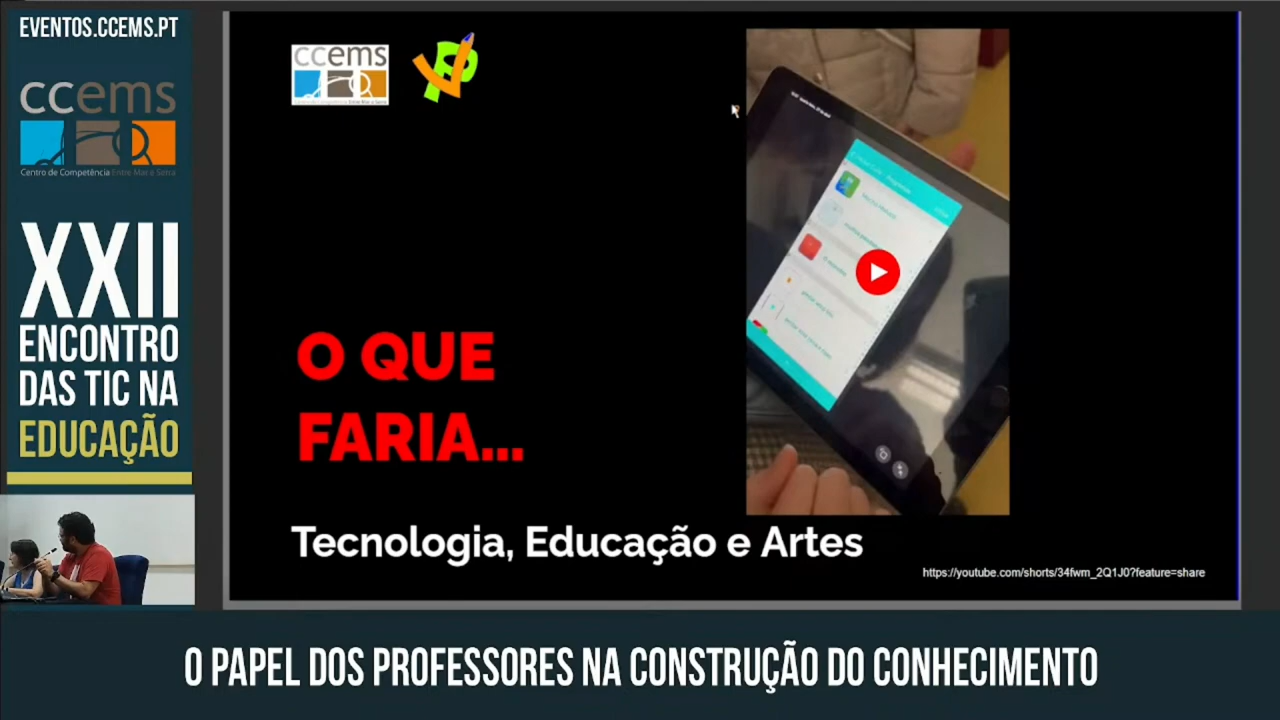 EVENTOS.CCEMS.PT
ccems
Centro de Competência Entre Mar e Serra
XXII
ENCONTRO
DAS TIC NA
EDUCAÇÃO
ccems
O QUE
FARIA...
Tecnologia, Educação e Artes
https://youtube.com/shorts/34fwm_2Q1J0?feature=share
O PAPEL DOS PROFESSORES NA CONSTRUÇÃO DO CONHECIMENTO